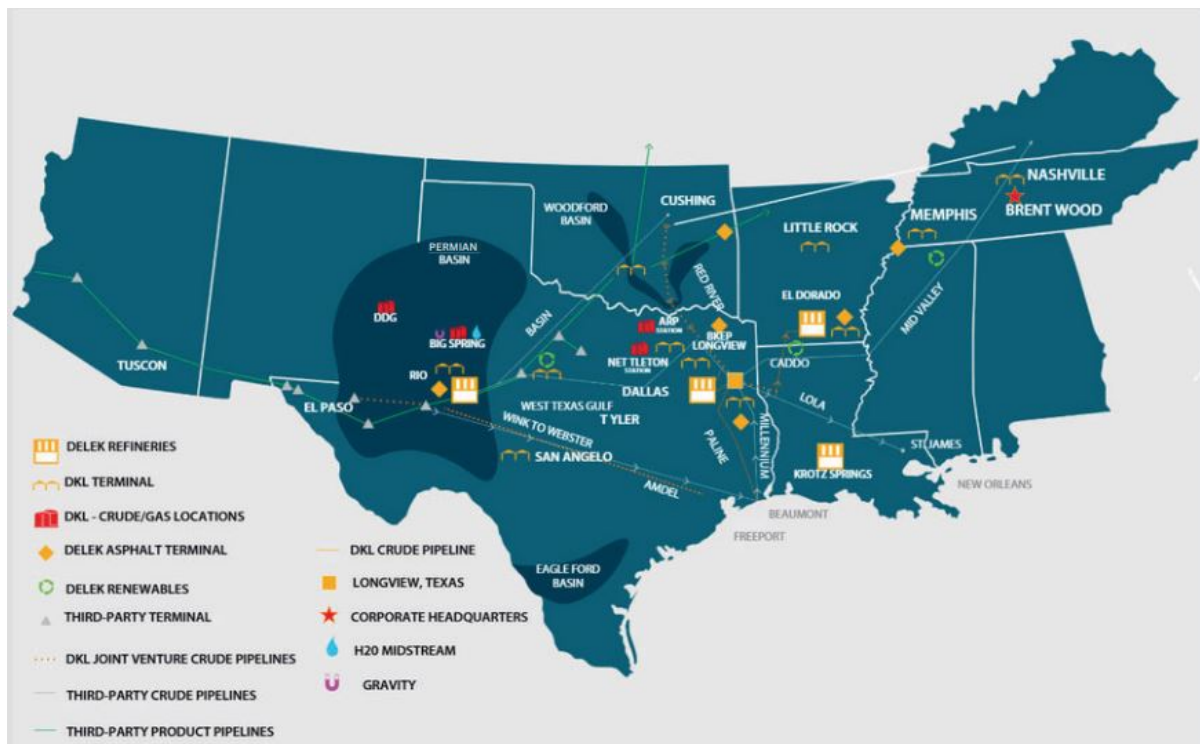 NASHVILLE
BRENT WOOD
MEMPHIS
CUSHING
WOODFORD
BASIN
LITTLE ROCK
PERMIAN
BASIN
RED RIVER
MID VALLEY
EL DORADO
DDG
BASIN
ARP
STATION
BKEP
LONGVIEW
BIG SPRING
NETTLETON
STATION
CADDO
TUSCON
RIO
DALLAS
EL PASO
WEST TEXAS GULF
TYLER
LOLA
WINK TO WEBSTER
PALINE
MILLENNIUM
ST. JAMES
SAN ANGELO
KROTZ SPRINGS
AMDEL
NEW ORLEANS
BEAUMONT
FREEPORT
EAGLE FORD
BASIN
DELEK REFINERIES
DKL TERMINAL
DKL - CRUDE/GAS LOCATIONS
DELEK ASPHALT TERMINAL
DELEK RENEWABLES
THIRD-PARTY TERMINAL
DKL JOINT VENTURE CRUDE PIPELINES
THIRD-PARTY CRUDE PIPELINES
THIRD-PARTY PRODUCT PIPELINES
DKL CRUDE PIPELINE
LONGVIEW, TEXAS
CORPORATE HEADQUARTERS
H20 MIDSTREAM
GRAVITY